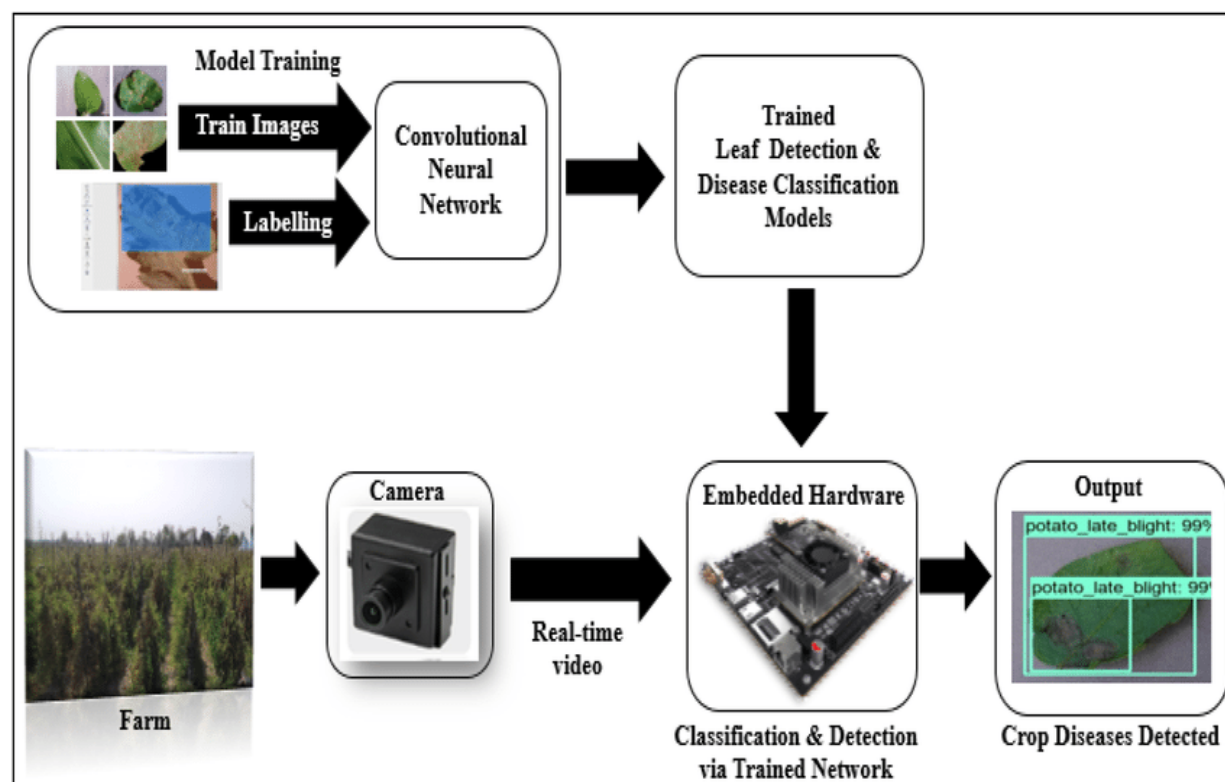 Model Training
Train Images
Labelling
Convolutional
Neural
Network
Trained
Leaf Detection &
Disease Classification
Models
Farm
Camera
Real-time
video
Embedded Hardware
Classification & Detection
via Trained Network
Output
potato_late_blight: 99%
potato_late_blight: 99%
Crop Diseases Detected